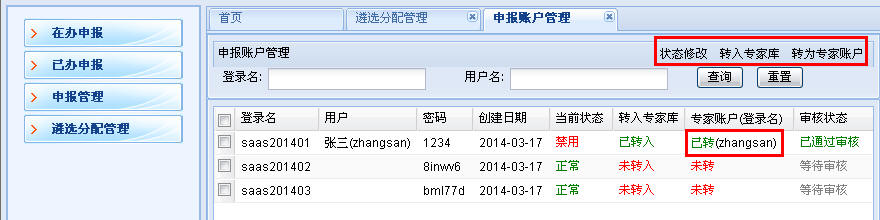 在办申报
已办申报
申报管理
遴选分配管理
首页 遴选分配管理 申报账户管理
申报账户管理 状态修改 转入专家库 转为专家账户
登录名: 用户名: 查询 重置
登录名 用户 密码 创建日期 当前状态 转入专家库 专家账户(登录名) 审核状态
saas201401 张三(zhangsan) 1234 2014-03-17 禁用 已转入 已转(zhangsan) 已通过审核
saas201402 8inwv6 2014-03-17 正常 未转入 未转 等待审核
saas201403 bml77d 2014-03-17 正常 未转入 未转 等待审核